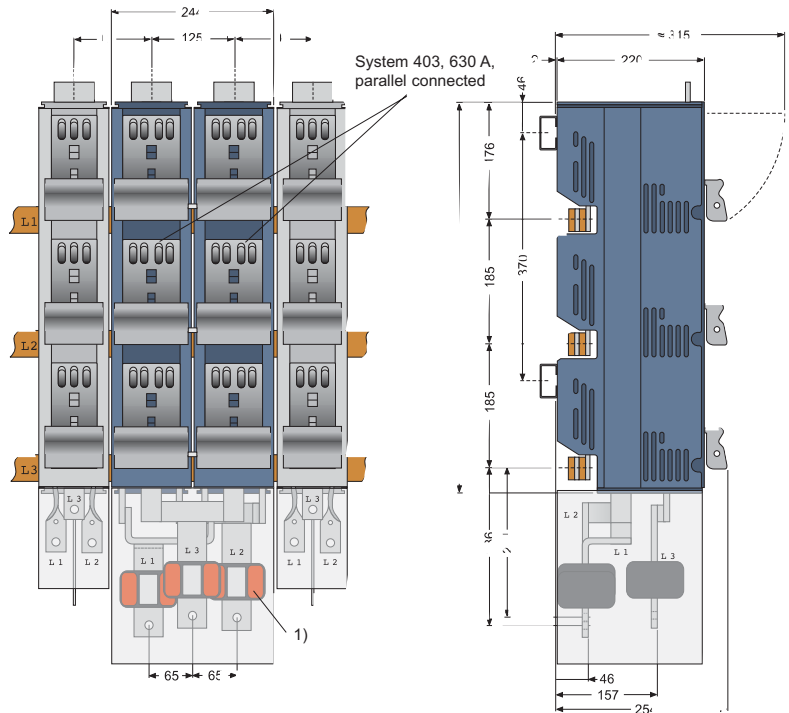 244
125
System 403, 630 A,
parallel connected
L1
L2
L3
L 3
L 1
L 2
L 3
L 1
L 2
L 1
L 3
L 2
1)
65
65
315
220
46
176
370
185
185
L 2
L 1
L 3
46
157